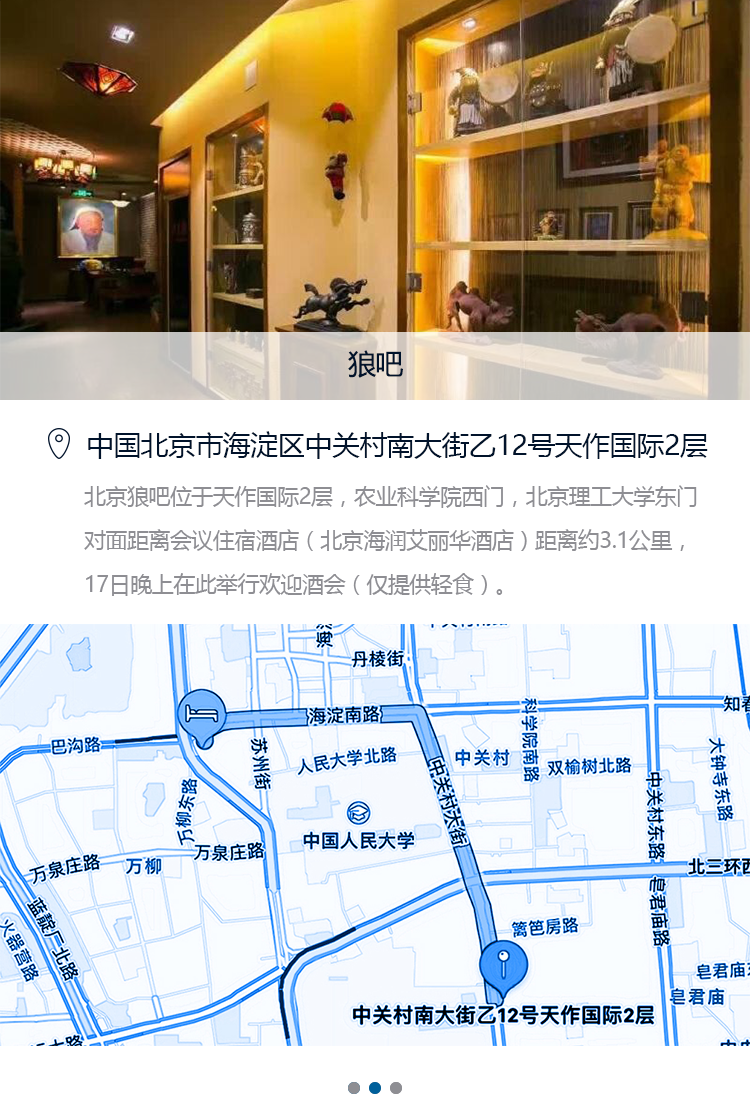 狼吧
中国北京市海淀区中关村南大街乙12号天作国际2层
北京狼吧位于天作国际2层，农业科学院西门，北京理工大学东门
对面距离会议住宿酒店（北京海润艾丽华酒店）距离约3.1公里，
17日晚上在此举行欢迎酒会（仅提供轻食）。
丹棱街
海淀南路
科学院南路
知春
巴沟路
苏州街
人民大学北路
中关村
双榆树北路
大钟寺东路
中关村大街
中关村东路
万柳东路
中国人民大学
万泉庄路
万柳
万泉庄路
北三环西
皂君庙路
蓝靛厂北路
火器营路
篱笆房路
皂君庙东
皂君庙
中关村南大街乙12号天作国际2层